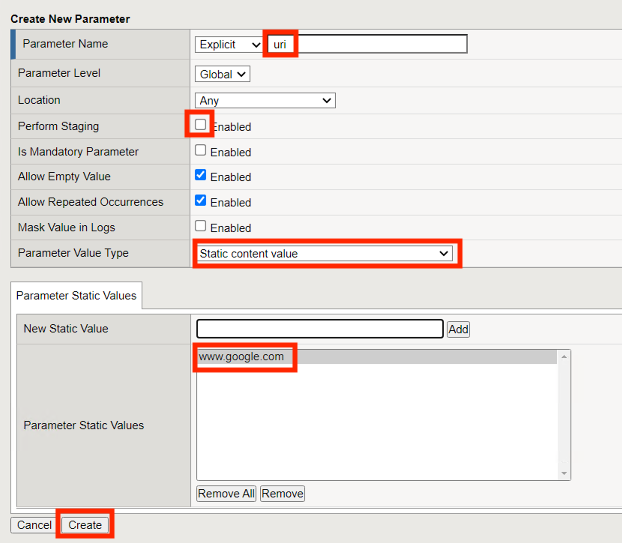 Create New Parameter
Parameter Name Explicit uri
Parameter Level Global
Location Any
Perform Staging Enabled
Is Mandatory Parameter Enabled
Allow Empty Value Enabled
Allow Repeated Occurrences Enabled
Mask Value in Logs Enabled
Parameter Value Type Static content value
Parameter Static Values
New Static Value Add
www.google.com
Parameter Static Values
Remove All Remove
Cancel Create